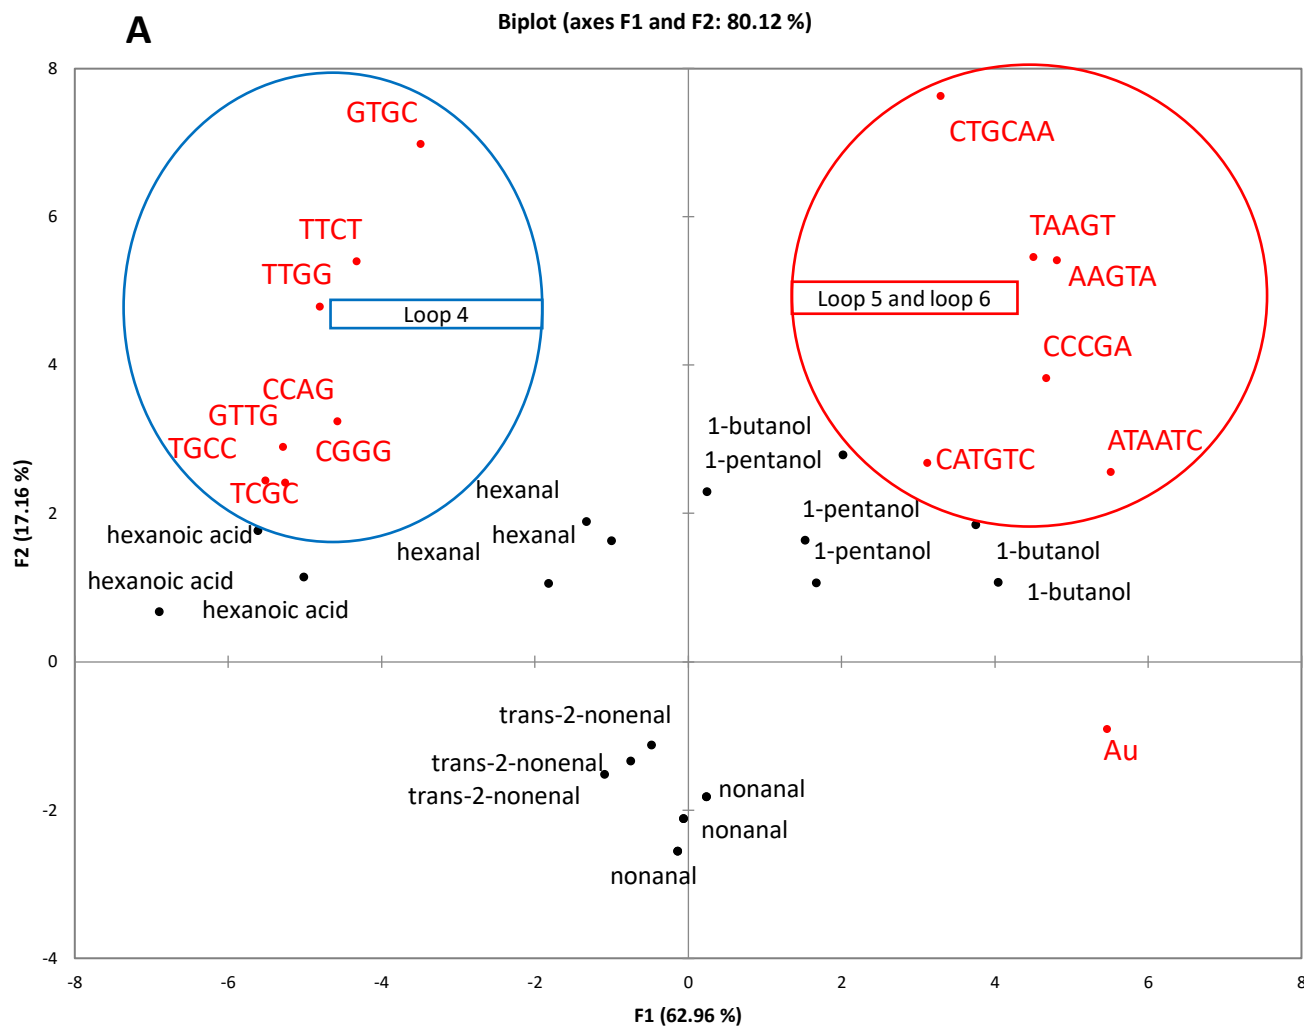 A
Biplot (axes F1 and F2: 80.12 %)
8
GTGC
CTGCAA
6
TTCT
TAAGT
TTGG
AAGTA
Loop 4
Loop 5 and loop 6
4
CCCGA
CCAG
GTTG
1-butanol
ATAATC
TGCC
CGGG
1-pentanol
CATGTC
TCGC
hexanal
2
1-pentanol
hexanoic acid
hexanal
hexanal
1-pentanol
1-butanol
hexanoic acid
1-butanol
hexanoic acid
0
trans-2-nonenal
trans-2-nonenal
Au
trans-2-nonenal
nonanal
-2
nonanal
nonanal
-4
-8
-6
-4
-2
0
2
4
6
8
F1 (62.96 %)
F2 (17.16 %)